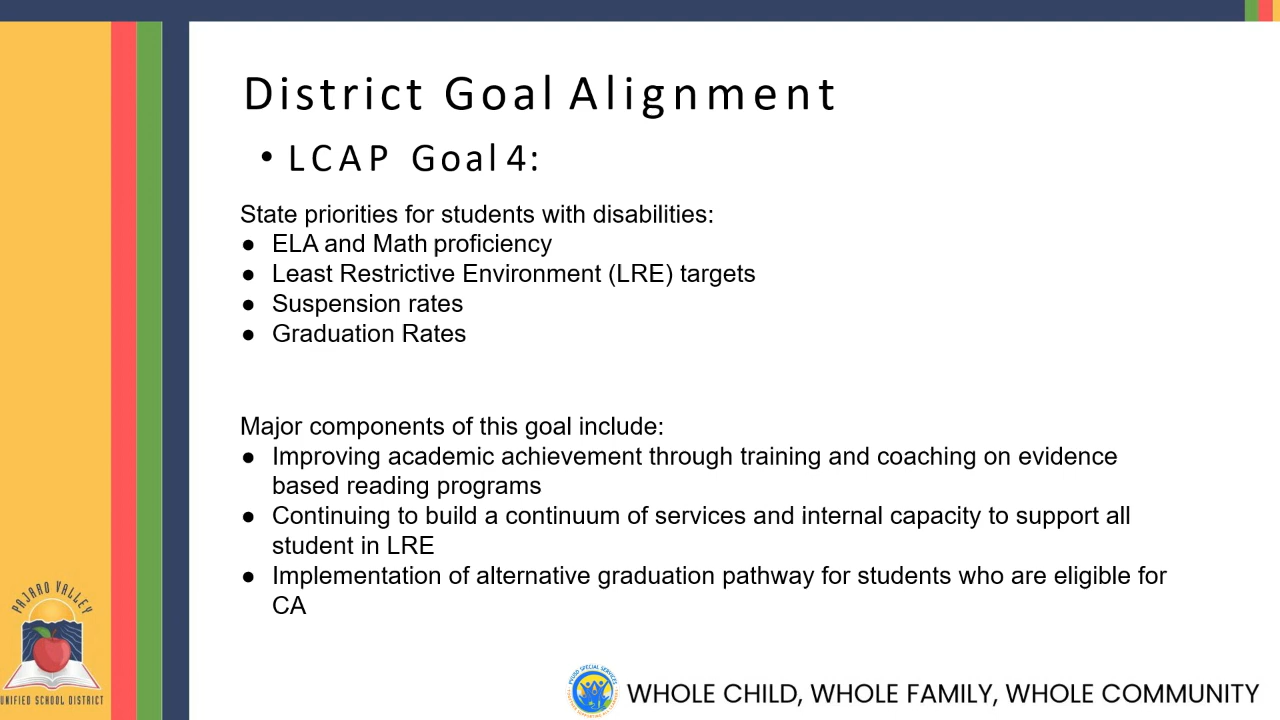 District Goal Alignment
• LCAP Goal 4:
State priorities for students with disabilities:
● ELA and Math proficiency
● Least Restrictive Environment (LRE) targets
● Suspension rates
● Graduation Rates
Major components of this goal include:
● Improving academic achievement through training and coaching on evidence
based reading programs
● Continuing to build a continuum of services and internal capacity to support all
student in LRE
● Implementation of alternative graduation pathway for students who are eligible for
CA
PAJARO VALLEY
UNIFIED SCHOOL DISTRICT
PVUSD SPECIAL SERVICES
WHOLE CHILD, WHOLE FAMILY, WHOLE COMMUNITY